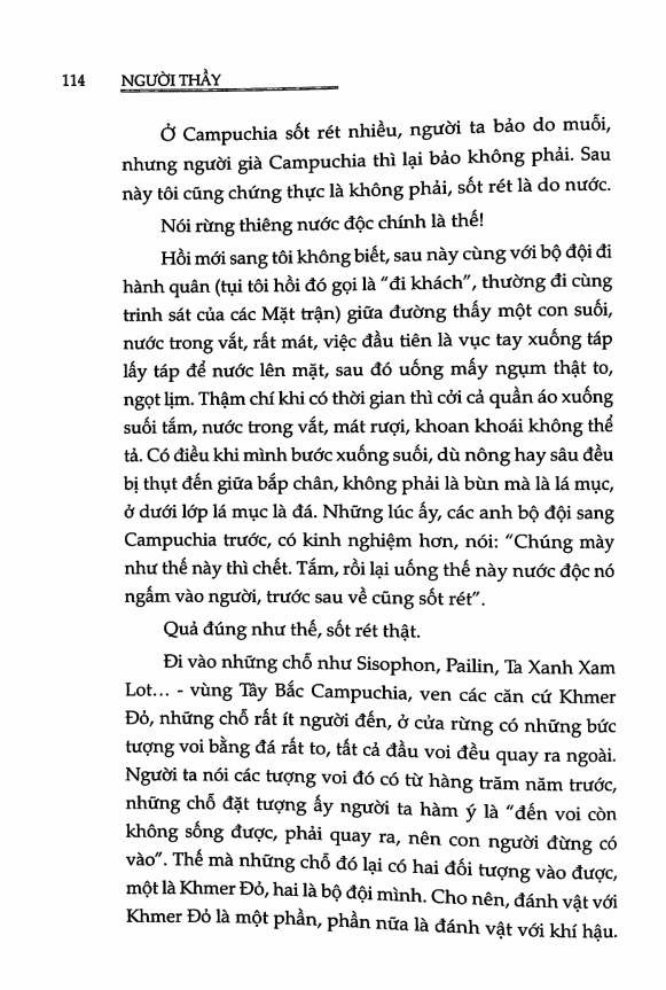 114 NGƯỜI THẦY
Ở Campuchia sốt rét nhiều, người ta bảo do muỗi,
nhưng người già Campuchia thì lại bảo không phải. Sau
này tôi cũng chứng thực là không phải, sốt rét là do nước.
Nói rừng thiêng nước độc chính là thế!
Hồi mới sang tôi không biết, sau này cùng với bộ đội đi
hành quân (tụi tôi hồi đó gọi là "đi khách", thường đi cùng
trinh sát của các Mặt trận) giữa đường thấy một con suối,
nước trong vắt, rất mát, việc đầu tiên là vục tay xuống táp
lấy táp để nước lên mặt, sau đó uống mấy ngụm thật to,
ngọt lịm. Thậm chí khi có thời gian thì cởi cả quần áo xuống
suối tắm, nước trong vắt, mát rượi, khoan khoái không thể
tả. Có điều khi mình bước xuống suối, dù nông hay sâu đều
bị thụt đến giữa bắp chân, không phải là bùn mà là lá mục,
ở dưới lớp lá mục là đá. Những lúc ấy, các anh bộ đội sang
Campuchia trước, có kinh nghiệm hơn, nói: "Chúng mày
như thế này thì chết. Tắm, rồi lại uống thế này nước độc nó
ngấm vào người, trước sau về cũng sốt rét".
Quả đúng như thế, sốt rét thật.
Đi vào những chỗ như Sisophon, Pailin, Ta Xanh Xam
Lot... - vùng Tây Bắc Campuchia, ven các căn cứ Khmer
Đỏ, những chỗ rất ít người đến, ở cửa rừng có những bức
tượng voi bằng đá rất to, tất cả đầu voi đều quay ra ngoài.
Người ta nói các tượng voi đó có từ hàng trăm năm trước,
những chỗ đặt tượng ấy người ta hàm ý là "đến voi còn
không sống được, phải quay ra, nên con người đừng có
vào". Thế mà những chỗ đó lại có hai đối tượng vào được,
một là Khmer Đỏ, hai là bộ đội mình. Cho nên, đánh vật với
Khmer Đỏ là một phần, phần nữa là đánh vật với khí hậu.